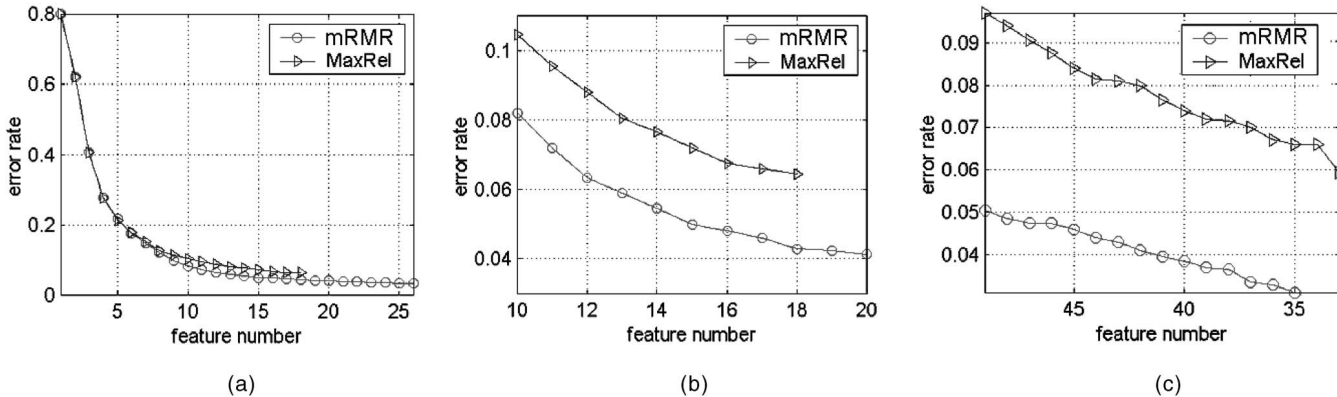 0.8
0.6
0.4
0.2
0
error rate
mRMR
MaxRel
5 10 15 20 25
feature number
(a)
0.1
0.08
0.06
0.04
error rate
mRMR
MaxRel
10 12 14 16 18 20
feature number
(b)
0.09
0.08
0.07
0.06
0.05
0.04
error rate
mRMR
MaxRel
45 40 35
feature number
(c)